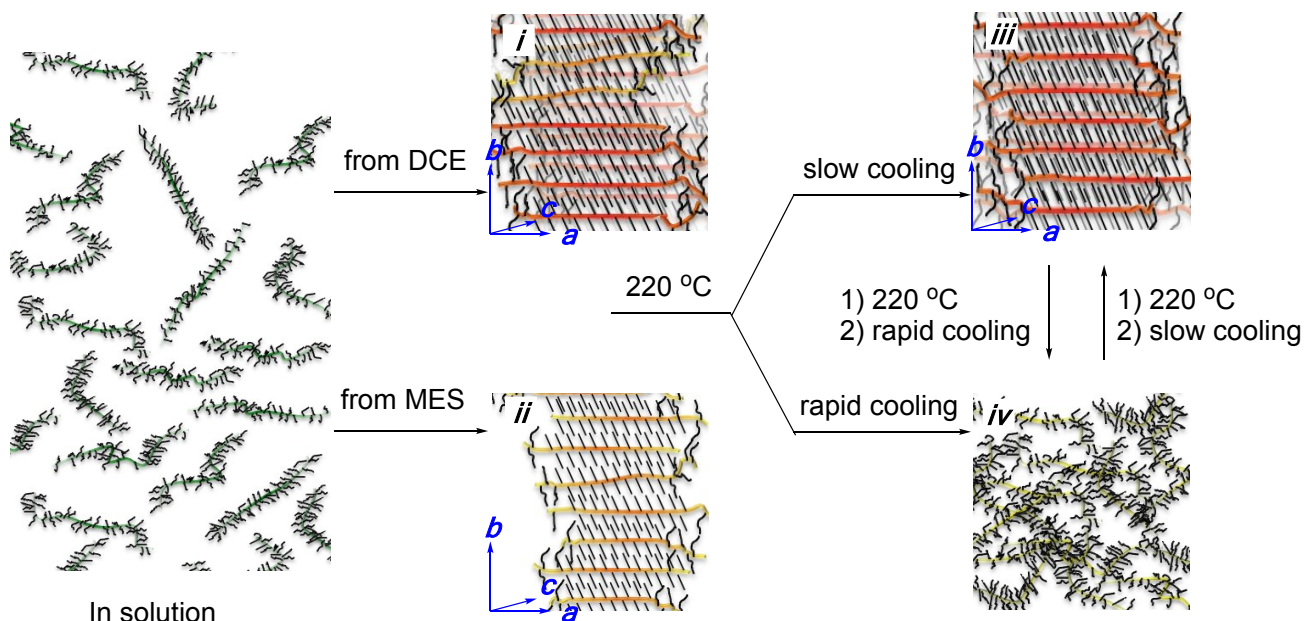 i
b
c
a
from DCE
iii
b
c
a
slow cooling
220 °C
1) 220 °C
2) rapid cooling
1) 220 °C
2) slow cooling
from MES
ii
b
c
a
rapid cooling
iv
In solution